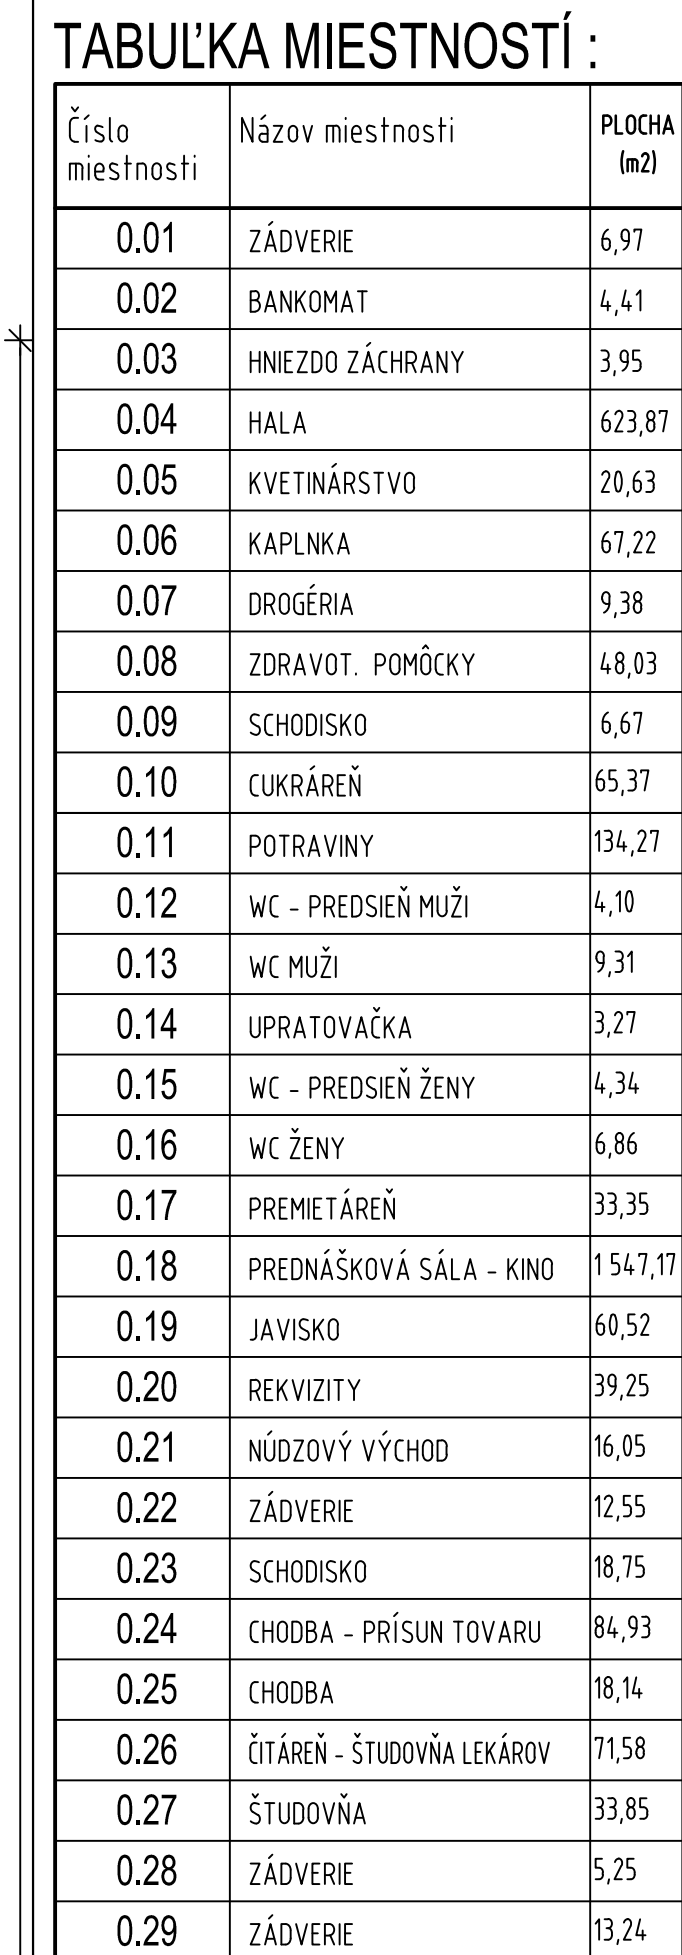 TABUĽKA MIESTNOSTÍ :
Číslo miestnosti Názov miestnosti PLOCHA (m2)
0.01 ZÁDVERIE 6,97
0.02 BANKOMAT 4,41
0.03 HNIEZDO ZÁCHRANY 3,95
0.04 HALA 623,87
0.05 KVETINÁRSTVO 20,63
0.06 KAPLNKA 67,22
0.07 DROGÉRIA 9,38
0.08 ZDRAVOT. POMÔCKY 48,03
0.09 SCHODISKO 6,67
0.10 CUKRÁREŇ 65,37
0.11 POTRAVINY 134,27
0.12 WC - PREDSIEŇ MUŽI 4,10
0.13 WC MUŽI 9,31
0.14 UPRATOVAČKA 3,27
0.15 WC - PREDSIEŇ ŽENY 4,34
0.16 WC ŽENY 6,86
0.17 PREMIETÁREŇ 33,35
0.18 PREDNÁŠKOVÁ SÁLA - KINO 1 547,17
0.19 JAVISKO 60,52
0.20 REKVIZITY 39,25
0.21 NÚDZOVÝ VÝCHOD 16,05
0.22 ZÁDVERIE 12,55
0.23 SCHODISKO 18,75
0.24 CHODBA - PRÍSUN TOVARU 84,93
0.25 CHODBA 18,14
0.26 ČITÁREŇ - ŠTUDOVŇA LEKÁROV 71,58
0.27 ŠTUDOVŇA 33,85
0.28 ZÁDVERIE 5,25
0.29 ZÁDVERIE 13,24